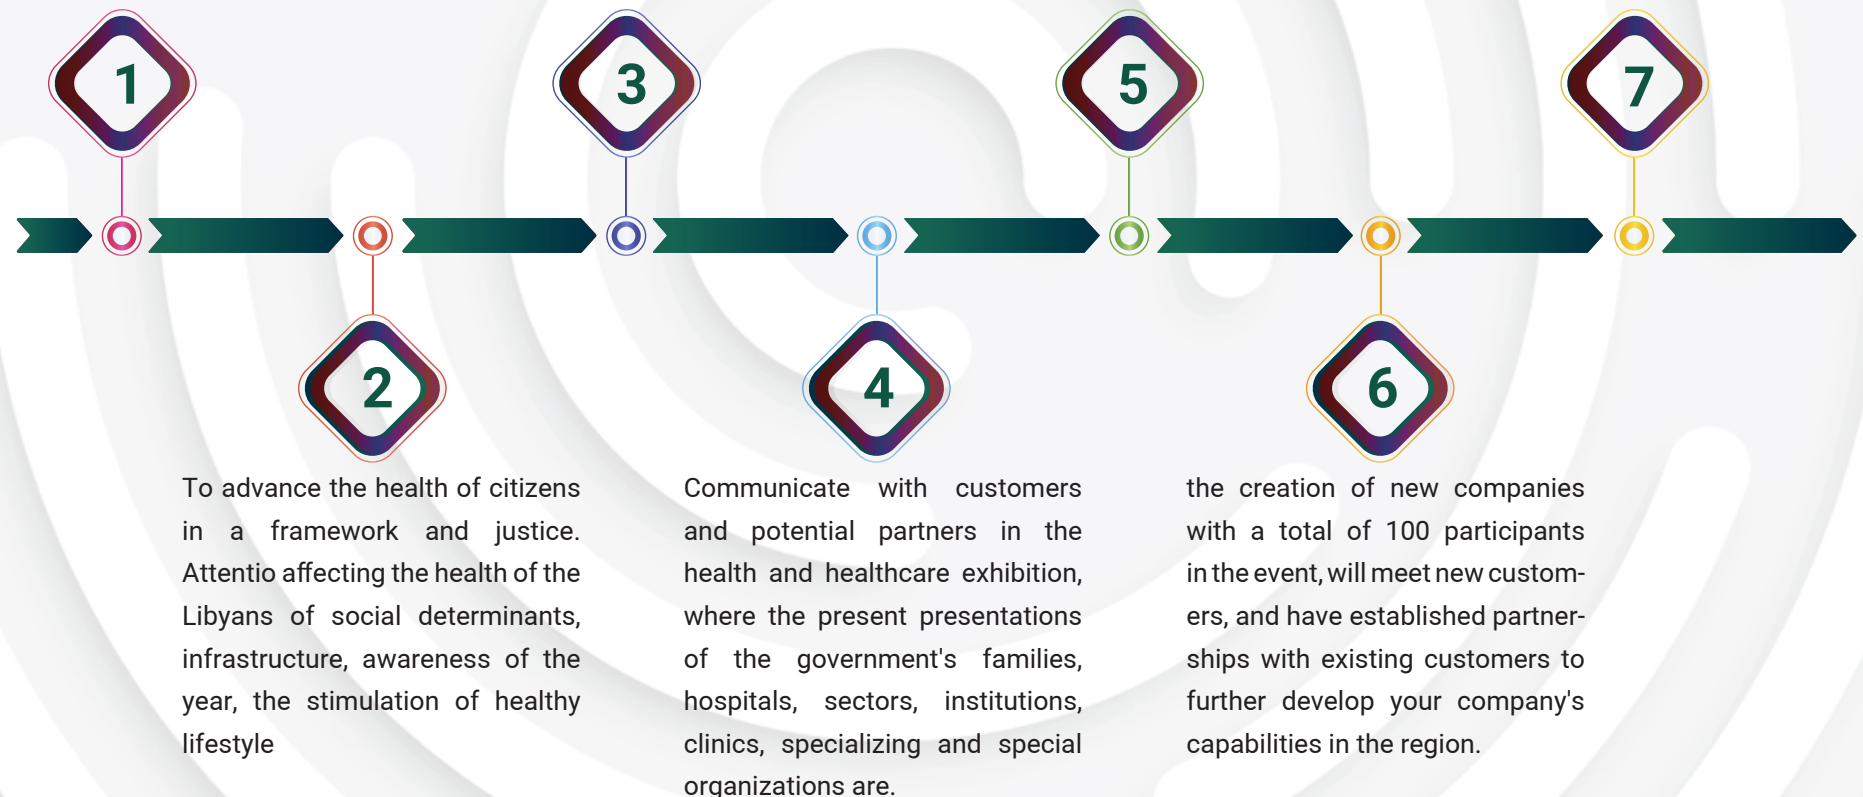 1
3
5
7
2
4
6
To advance the health of citizens
in a framework and justice.
Attentio affecting the health of the
Libyans of social determinants,
infrastructure, awareness of the
year, the stimulation of healthy
lifestyle
Communicate with customers
and potential partners in the
health and healthcare exhibition,
where the present presentations
of the government's families,
hospitals, sectors, institutions,
clinics, specializing and special
organizations are.
the creation of new companies
with a total of 100 participants
in the event, will meet new custom-
ers, and have established partner-
ships with existing customers to
further develop your company's
capabilities in the region.